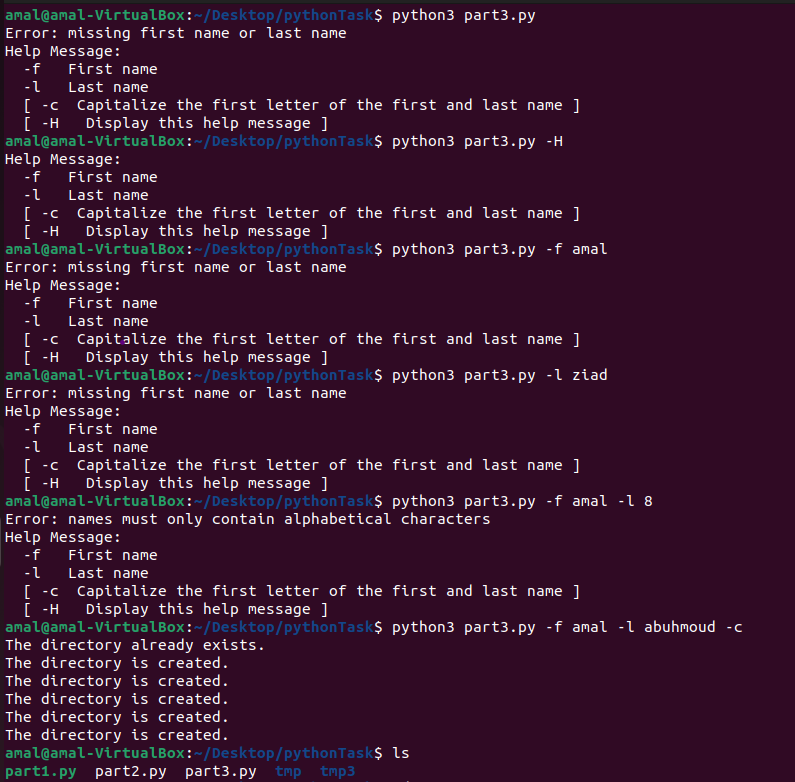 amal@amal-VirtualBox:~/Desktop/pythonTask$ python3 part3.py
Error: missing first name or last name
Help Message:
  -f   First name
  -l   Last name
  [ -c  Capitalize the first letter of the first and last name ]
  [ -H   Display this help message ]
amal@amal-VirtualBox:~/Desktop/pythonTask$ python3 part3.py -H
Help Message:
  -f   First name
  -l   Last name
  [ -c  Capitalize the first letter of the first and last name ]
  [ -H   Display this help message ]
amal@amal-VirtualBox:~/Desktop/pythonTask$ python3 part3.py -f amal
Error: missing first name or last name
Help Message:
  -f   First name
  -l   Last name
  [ -c  Capitalize the first letter of the first and last name ]
  [ -H   Display this help message ]
amal@amal-VirtualBox:~/Desktop/pythonTask$ python3 part3.py -l ziad
Error: missing first name or last name
Help Message:
  -f   First name
  -l   Last name
  [ -c  Capitalize the first letter of the first and last name ]
  [ -H   Display this help message ]
amal@amal-VirtualBox:~/Desktop/pythonTask$ python3 part3.py -f amal -l 8
Error: names must only contain alphabetical characters
Help Message:
  -f   First name
  -l   Last name
  [ -c  Capitalize the first letter of the first and last name ]
  [ -H   Display this help message ]
amal@amal-VirtualBox:~/Desktop/pythonTask$ python3 part3.py -f amal -l abuhmoud -c
The directory already exists.
The directory is created.
The directory is created.
The directory is created.
The directory is created.
The directory is created.
amal@amal-VirtualBox:~/Desktop/pythonTask$ ls
part1.py  part2.py  part3.py  tmp  tmp3